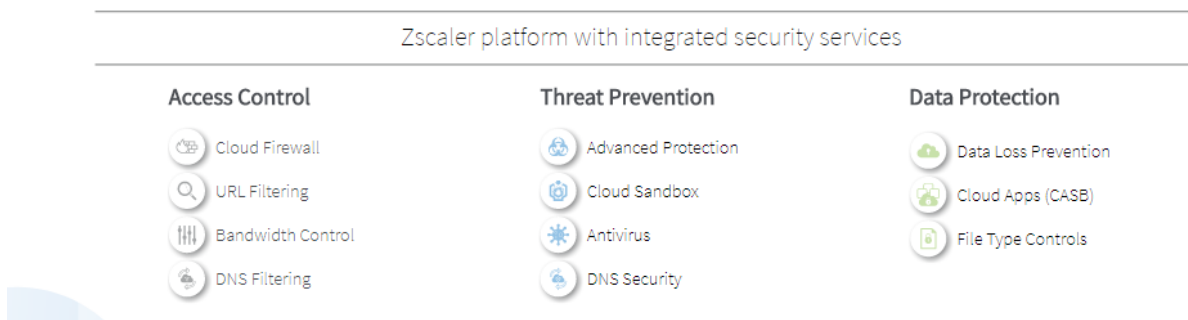 Zscaler platform with integrated security services
Access Control
Cloud Firewall
URL Filtering
Bandwidth Control
DNS Filtering
Threat Prevention
Advanced Protection
Cloud Sandbox
Antivirus
DNS Security
Data Protection
Data Loss Prevention
Cloud Apps (CASB)
File Type Controls